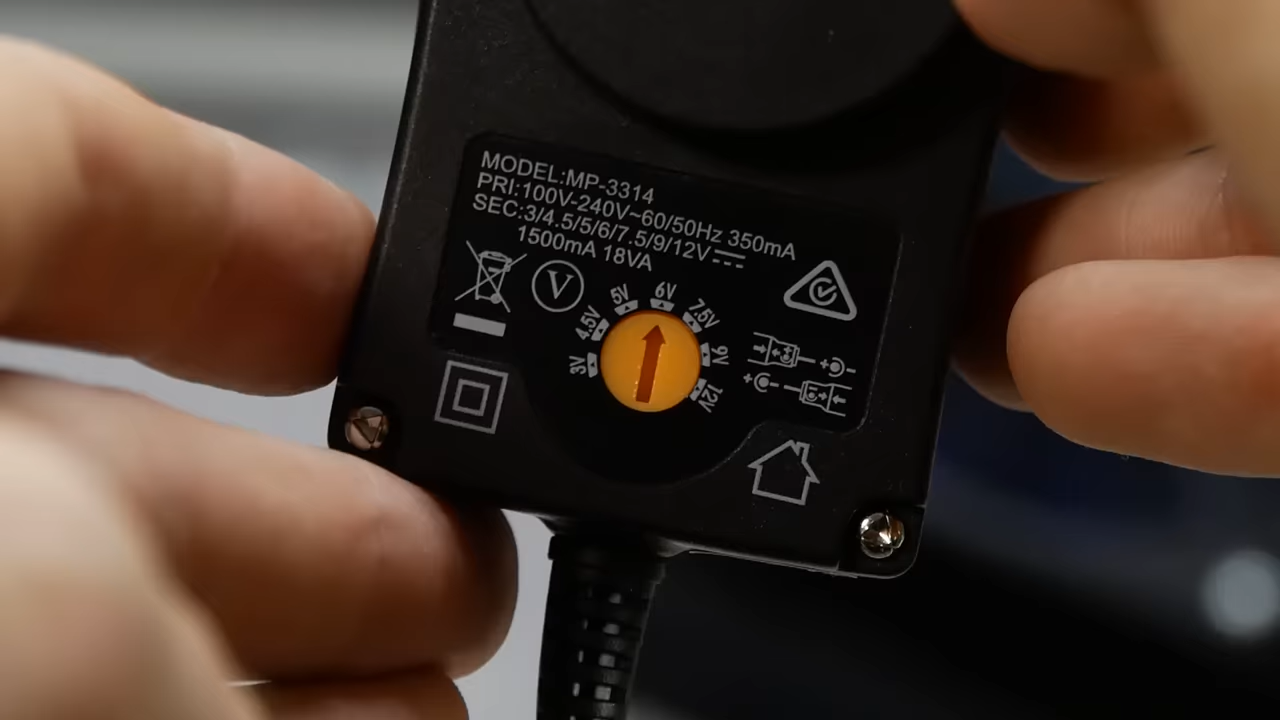 MODEL:MP-3314
PRI:100V-240V~60/50Hz 350mA
SEC:3/4.5/5/6/7.5/9/12V
1500mA 18VA
V
3V
4.5V
5V
6V
7.5V
9V
12V
+
+